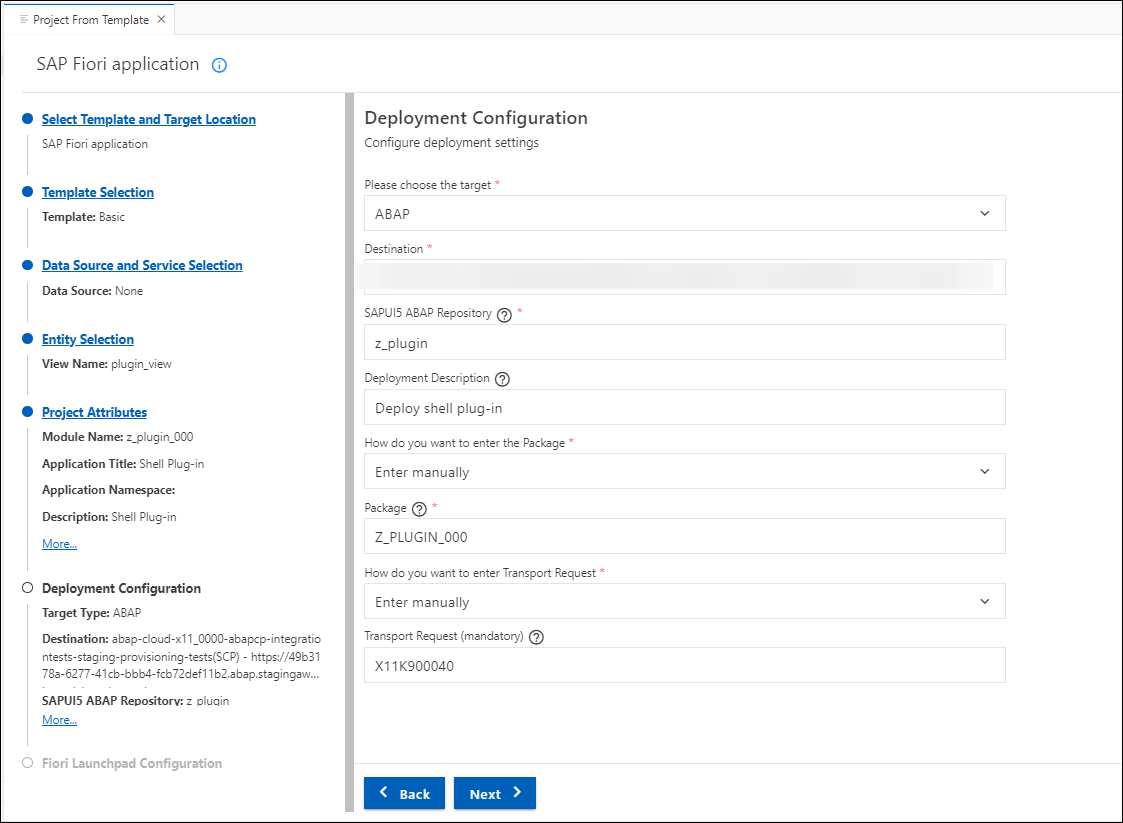 Project From Template
SAP Fiori application
Select Template and Target Location
SAP Fiori application
Template Selection
Template: Basic
Data Source and Service Selection
Data Source: None
Entity Selection
View Name: plugin_view
Project Attributes
Module Name: z_plugin_000
Application Title: Shell Plug-in
Application Namespace:
Description: Shell Plug-in
More...
Deployment Configuration
Target Type: ABAP
Destination: abap-cloud-x11_0000-abapcp-integratio
ntests-staging-provisioning-tests(SCP) - https://49b31
78a-6277-41cb-bbb4-fcb72def11b2.abap.stagingaw...
SAPUI5 ABAP Repository: z_plugin
More...
Fiori Launchpad Configuration
Deployment Configuration
Configure deployment settings
Please choose the target *
ABAP
Destination *
SAPUI5 ABAP Repository ? *
z_plugin
Deployment Description ?
Deploy shell plug-in
How do you want to enter the Package *
Enter manually
Package ? *
Z_PLUGIN_000
How do you want to enter Transport Request *
Enter manually
Transport Request (mandatory) ?
X11K900040
Back
Next